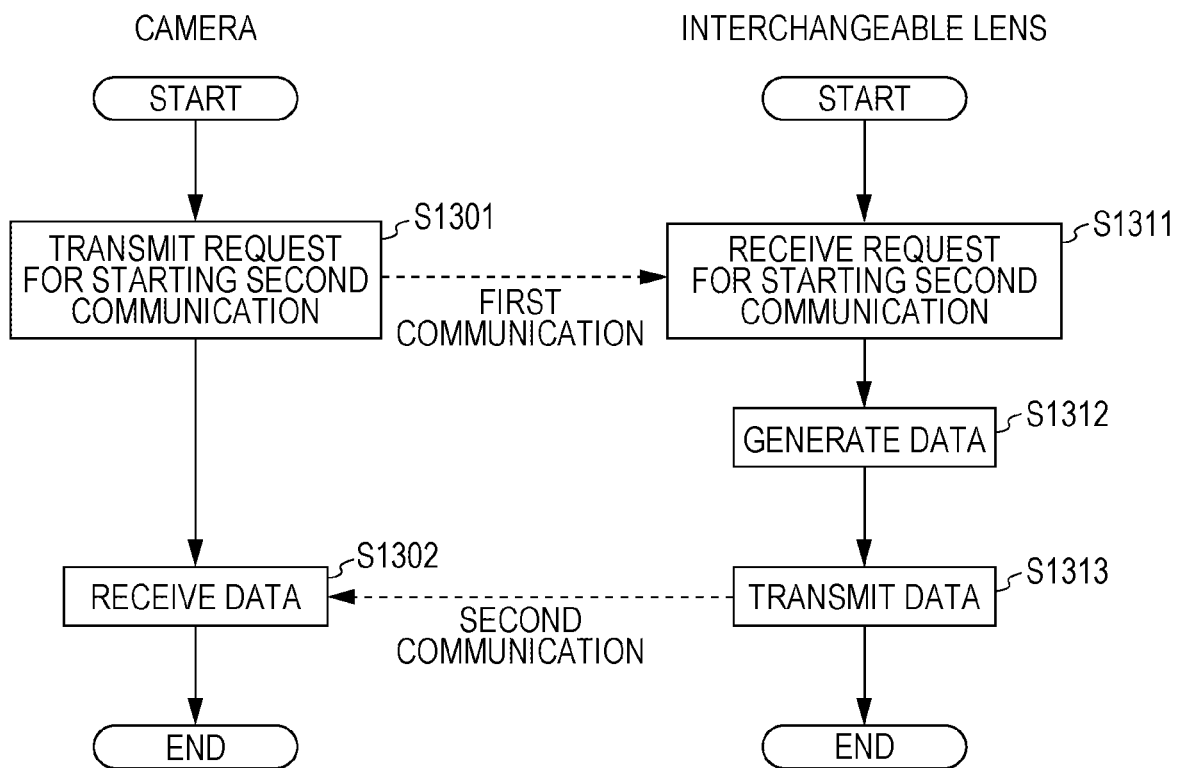 CAMERA
INTERCHANGEABLE LENS
START
START
S1301
TRANSMIT REQUEST
FOR STARTING SECOND
COMMUNICATION
FIRST
COMMUNICATION
S1311
RECEIVE REQUEST
FOR STARTING SECOND
COMMUNICATION
S1312
GENERATE DATA
S1302
RECEIVE DATA
SECOND
COMMUNICATION
S1313
TRANSMIT DATA
END
END